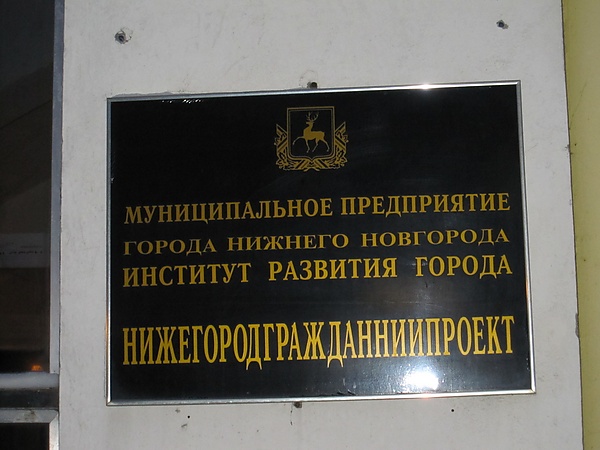 МУНИЦИПАЛЬНОЕ ПРЕДПРИЯТИЕ
ГОРОДА НИЖНЕГО НОВГОРОДА
ИНСТИТУТ РАЗВИТИЯ ГОРОДА
НИЖЕГОРОДГРАЖДАННИИПРОЕКТ